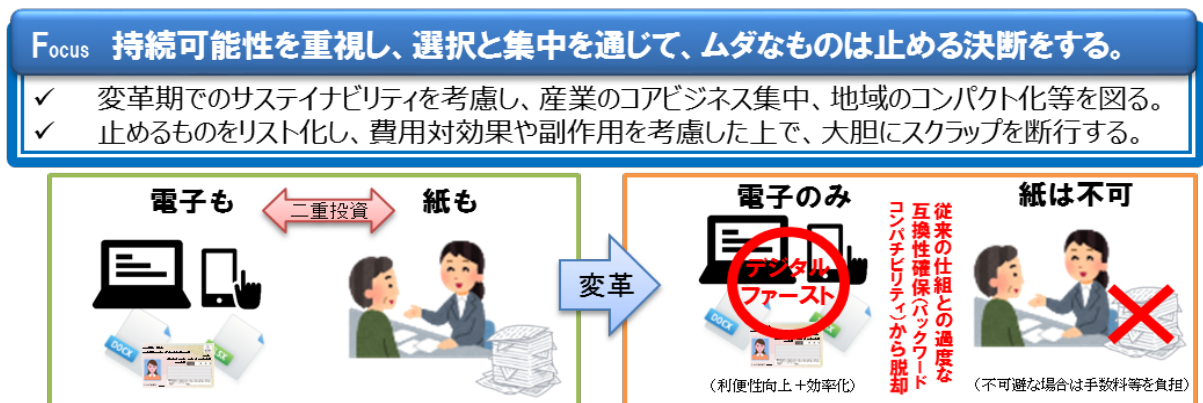 Focus 持続可能性を重視し、選択と集中を通じて、ムダなものは止める決断をする。
✓ 変革期でのサステイナビリティを考慮し、産業のコアビジネス集中、地域のコンパクト化等を図る。
✓ 止めるものをリスト化し、費用対効果や副作用を考慮した上で、大胆にスクラップを断行する。
電子も
二重投資
紙も
DOCX
変革
電子のみ
デジタル
ファースト
(利便性向上+効率化)
従来の仕組との過度な
互換性確保(バックワード
コンパチビリティ)から脱却
紙は不可
(不可避な場合は手数料等を負担)